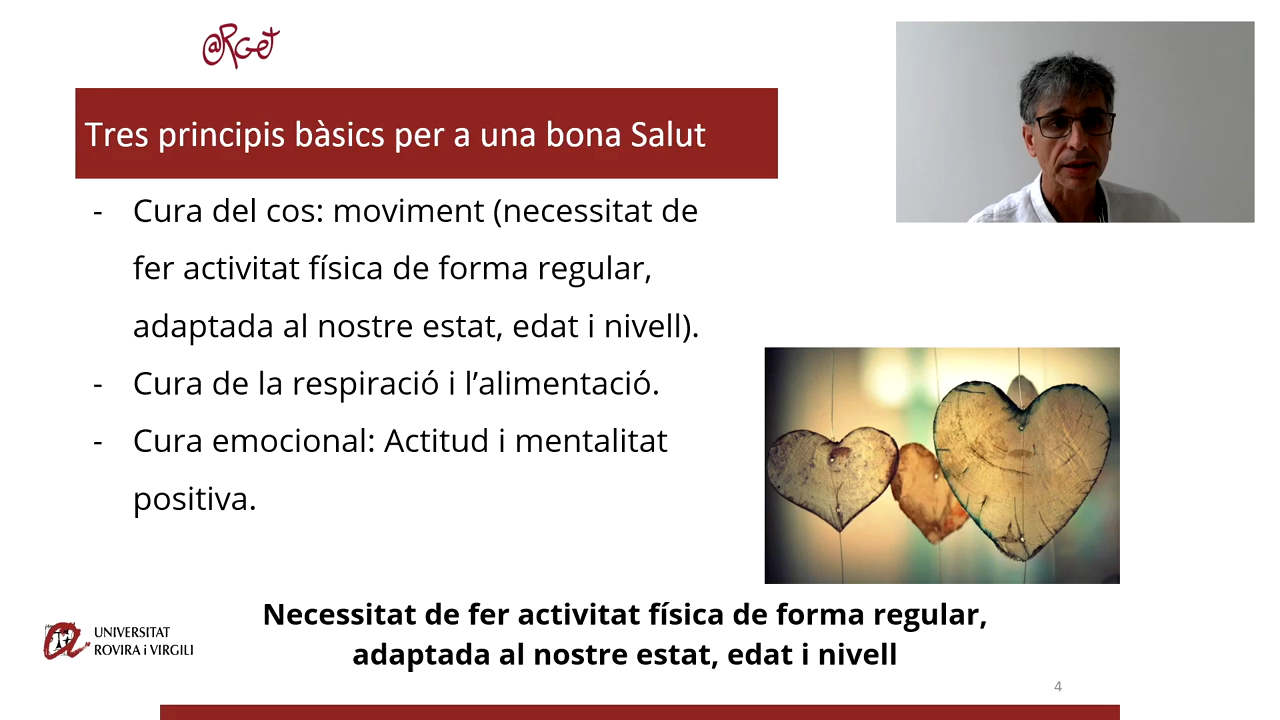 @RGet
Tres principis bàsics per a una bona Salut
- Cura del cos: moviment (necessitat de
fer activitat física de forma regular,
adaptada al nostre estat, edat i nivell).
- Cura de la respiració i l’alimentació.
- Cura emocional: Actitud i mentalitat
positiva.
Necessitat de fer activitat física de forma regular,
adaptada al nostre estat, edat i nivell
UNIVERSITAT
ROVIRA i VIRGILI
4